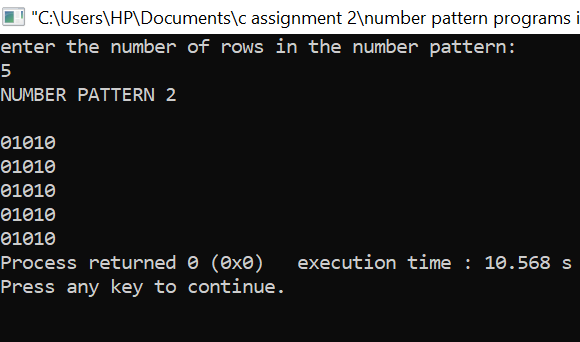 "C:\Users\HP\Documents\c assignment 2\number pattern programs i
enter the number of rows in the number pattern:
5
NUMBER PATTERN 2
01010
01010
01010
01010
01010
Process returned 0 (0x0)   execution time : 10.568 s
Press any key to continue.